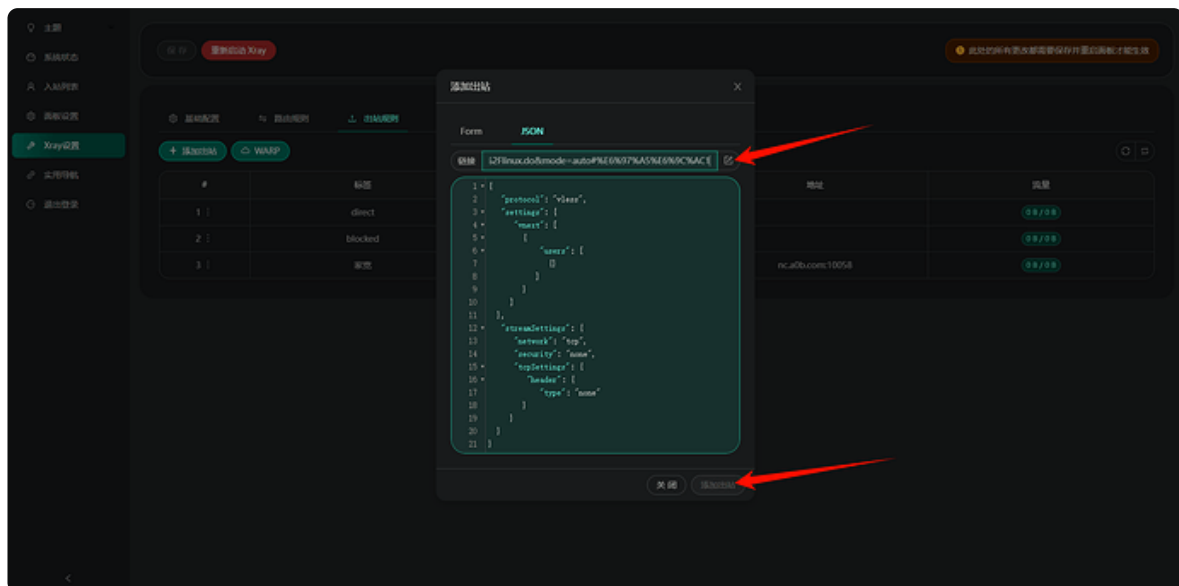 主题
系统状态
入站列表
面板设置
Xray设置
实用导航
退出登录
保存
重新启动 Xray
此处的所有更改都需要保存并重启面板才能生效
基础配置
路由规则
出站规则
+ 添加出站
WARP
#
标签
地址
流量
1
direct
0 B / 0 B
2
blocked
0 B / 0 B
3
家宽
nc.a0b.com:10058
0 B / 0 B
添加出站
Form
JSON
链接
i2Flinux.do&mode=auto#%E6%97%A5%E6%9C%AC1
1 {
2 "protocol": "vless",
3 "settings": {
4 "vnext": [
5 {
6 "users": [
7 {}
8 ]
9 }
10 ]
11 },
12 "streamSettings": {
13 "network": "tcp",
14 "security": "none",
15 "tcpSettings": {
16 "header": {
17 "type": "none"
18 }
19 }
20 }
21 }
关 闭
添加出站